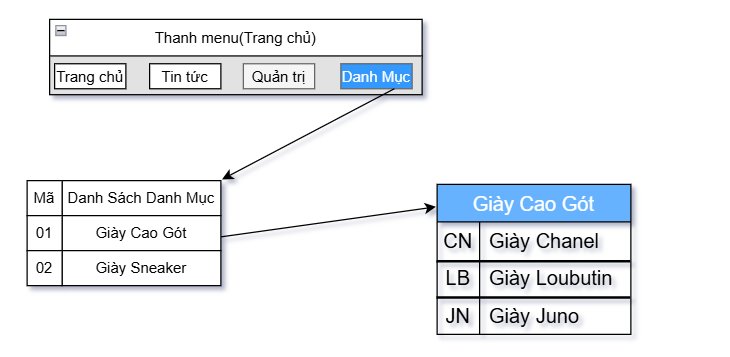 Thanh menu(Trang chủ)
Trang chủ Tin tức Quản trị Danh Mục
Mã Danh Sách Danh Mục
01 Giày Cao Gót
02 Giày Sneaker
Giày Cao Gót
CN Giày Chanel
LB Giày Loubutin
JN Giày Juno